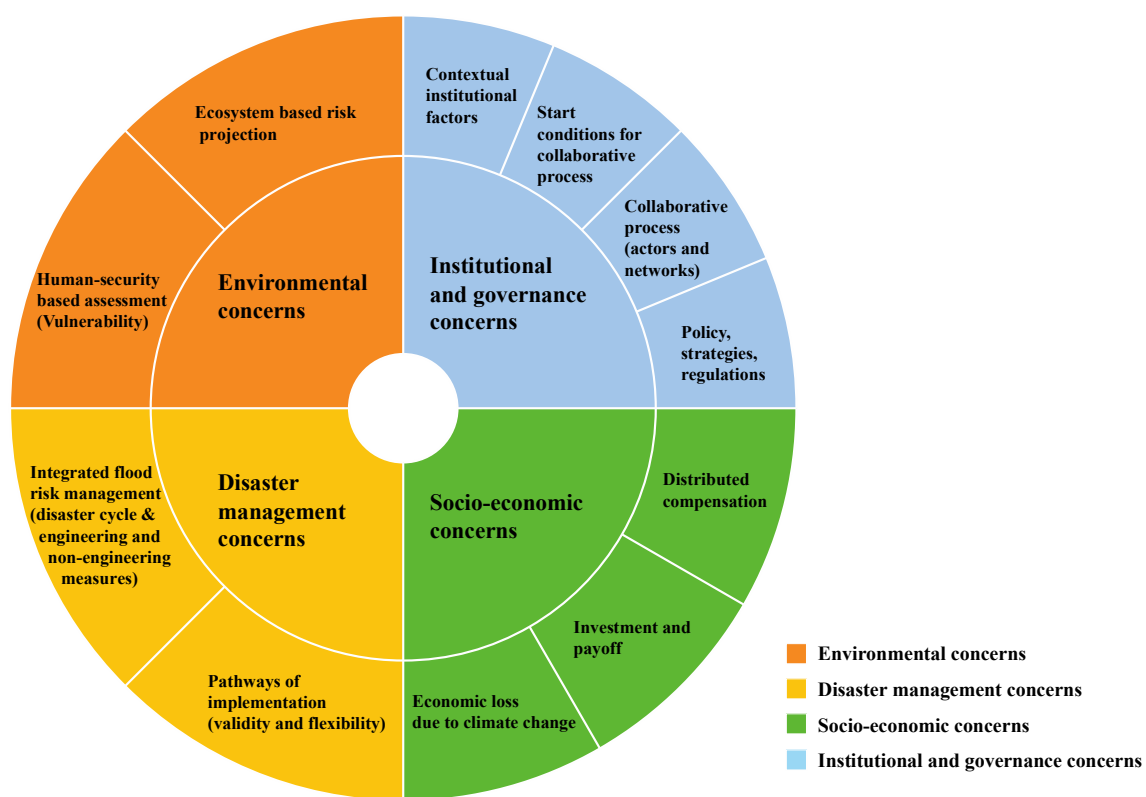 Ecosystem based risk
projection
Human-security
based assessment
(Vulnerability)
Environmental
concerns
Contextual
institutional
factors
Start
conditions for
collaborative
process
Collaborative
process
(actors and
networks)
Policy,
strategies,
regulations
Institutional
and governance
concerns
Integrated flood
risk management
(disaster cycle &
engineering and
non-engineering
measures)
Pathways of
implementation
(validity and flexibility)
Disaster
management
concerns
Socio-economic
concerns
Distributed
compensation
Investment and
payoff
Economic loss
due to climate change
Environmental concerns
Disaster management concerns
Socio-economic concerns
Institutional and governance concerns